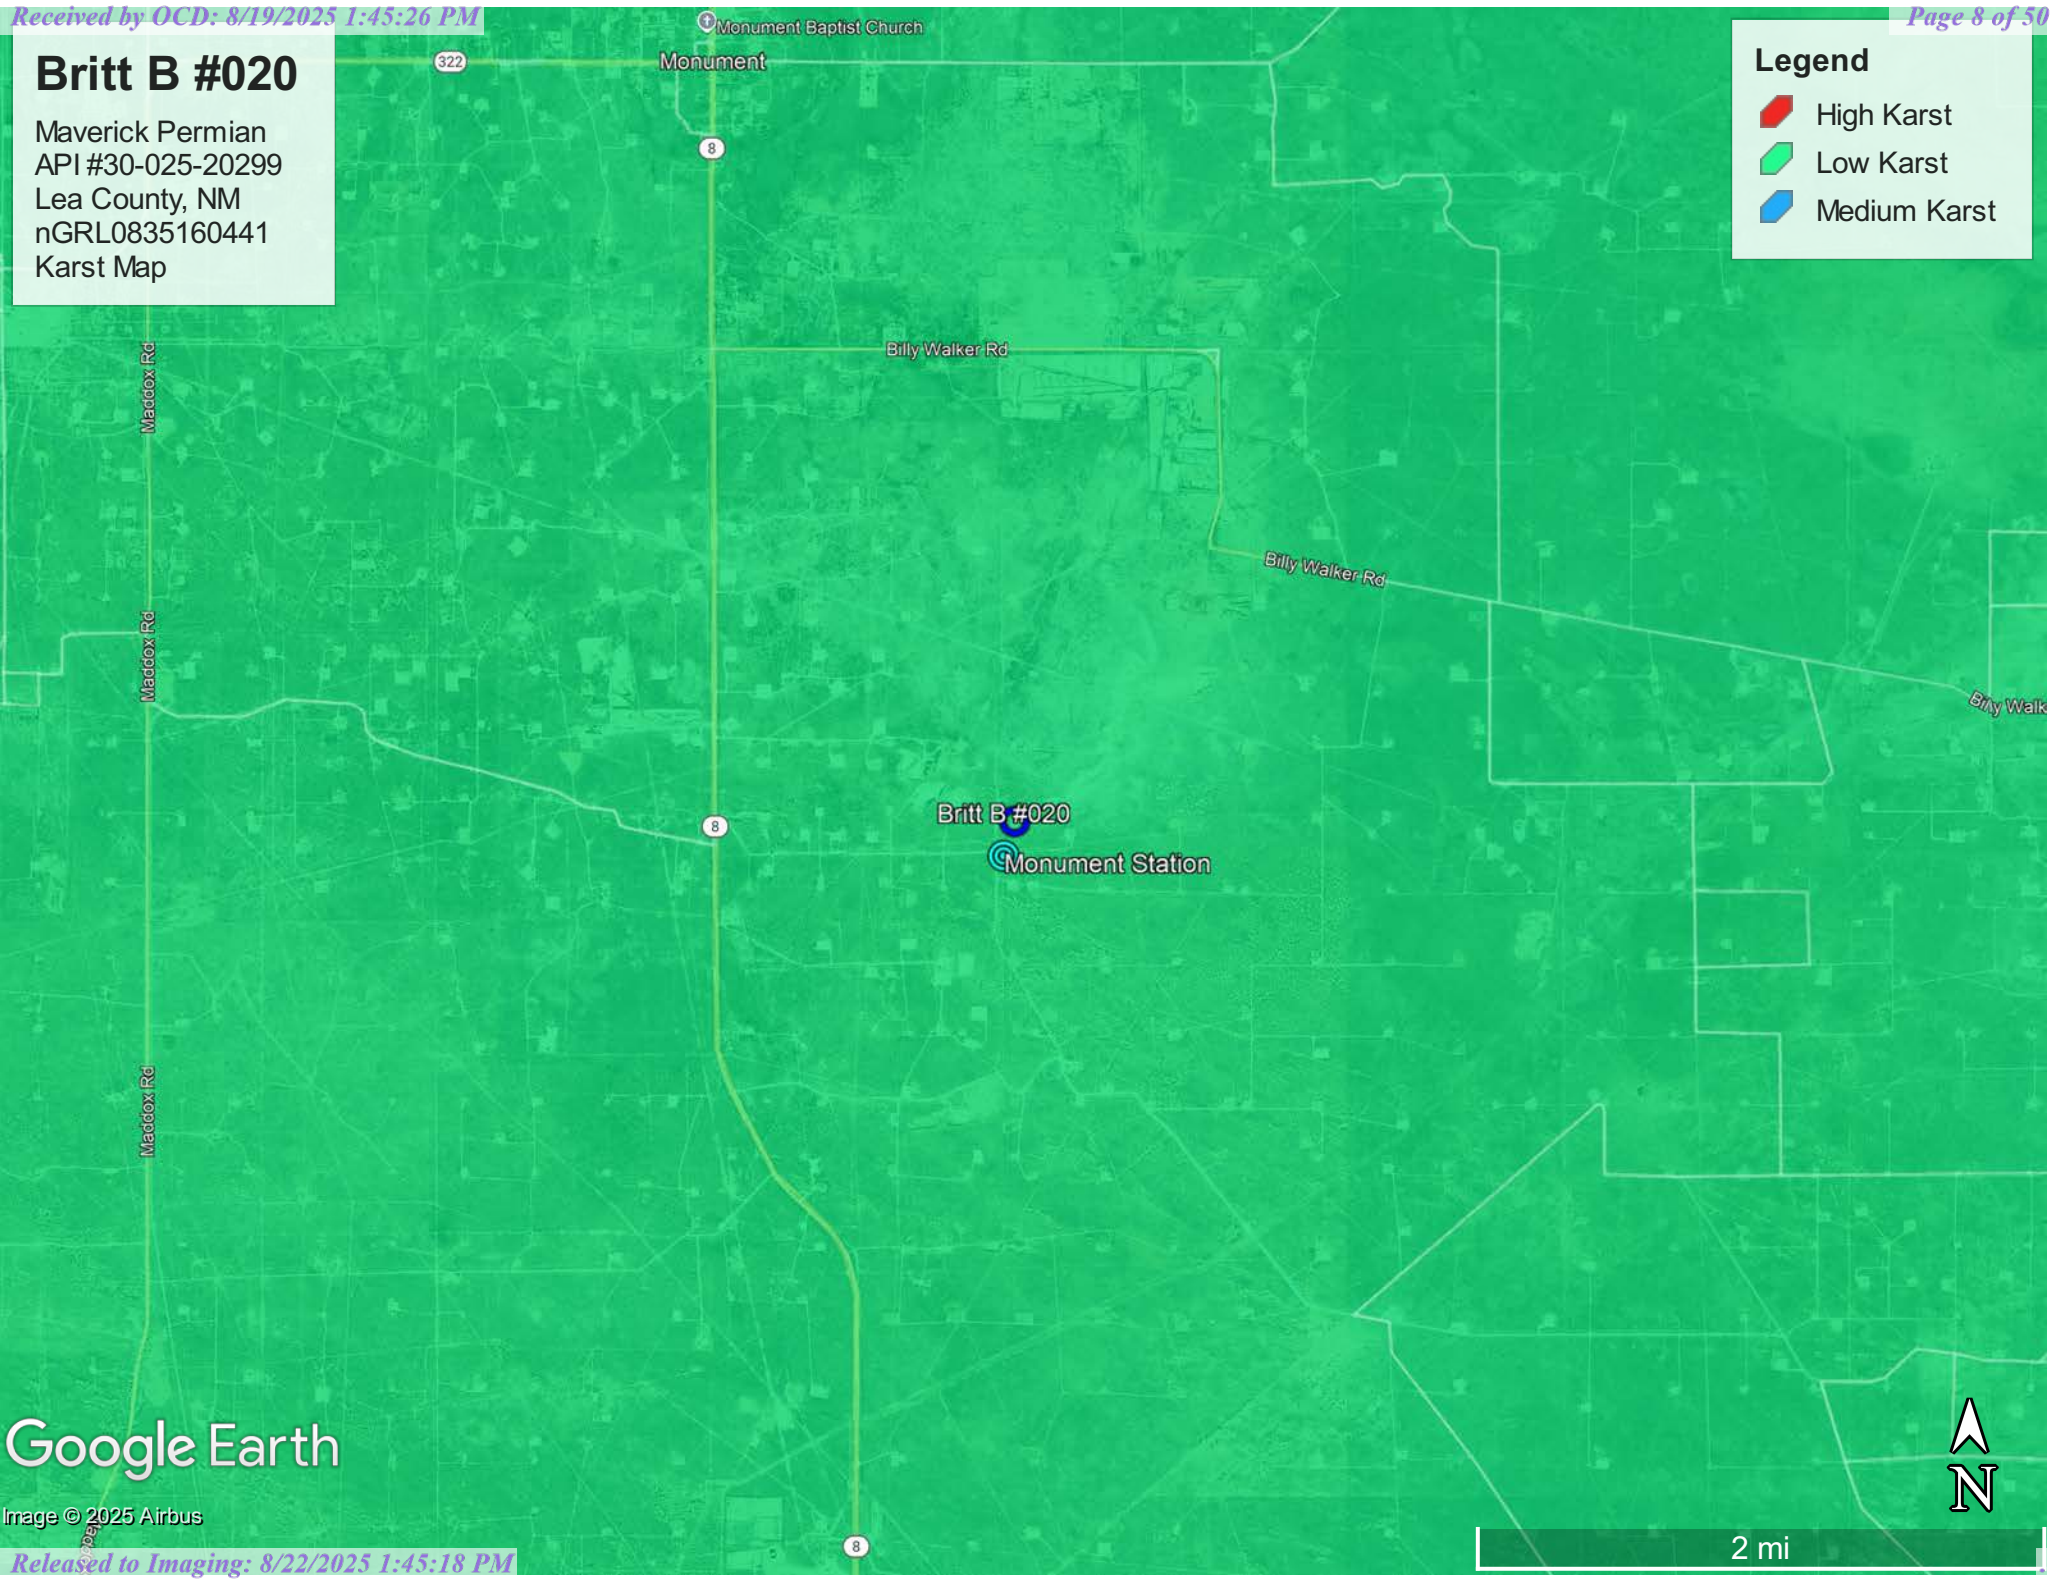 Received by OCD: 8/19/2025 1:45:26 PM
Page 8 of 50
Britt B #020
Maverick Permian
API #30-025-20299
Lea County, NM
nGRL0835160441
Karst Map
Legend
High Karst
Low Karst
Medium Karst
Monument Baptist Church
322
Monument
8
Billy Walker Rd
Maddox Rd
Billy Walker Rd
Maddox Rd
Billy Walk
Britt B #020
8
Monument Station
Maddox Rd
Google Earth
Image © 2025 Airbus
N
8
2 mi
Released to Imaging: 8/22/2025 1:45:18 PM